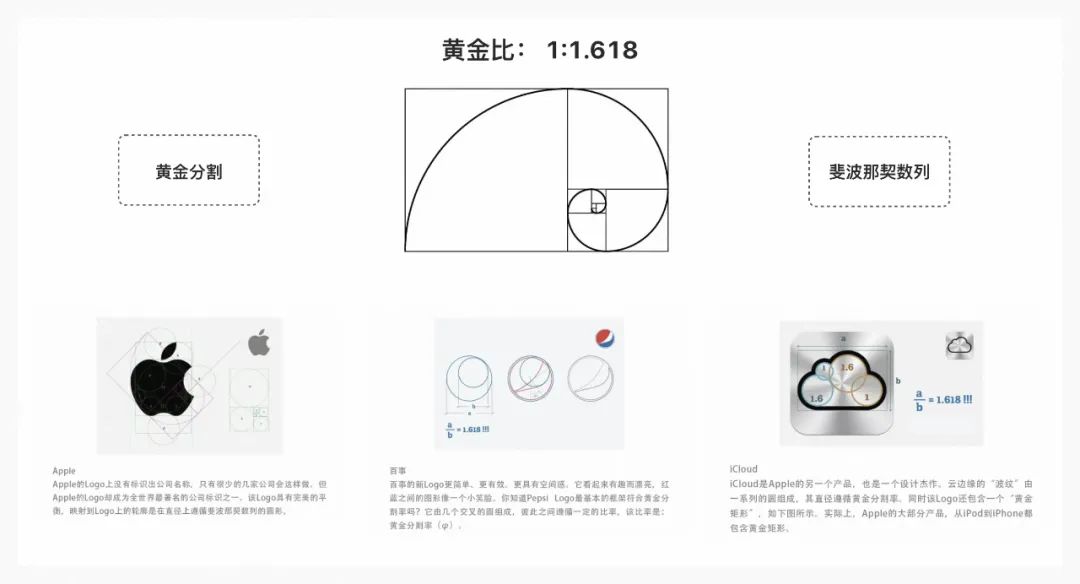 黄金比： 1:1.618
黄金分割
斐波那契数列
a
b
a/b = 1.618 !!!
a
1
1.6
1.6
1
b
a/b = 1.618 !!!
Apple
Apple的Logo上没有标识出公司名称，只有很少的几家公司会这样做。但
Apple的Logo却成为全世界最著名的公司标识之一。该Logo具有完美的平
衡，映射到Logo上的轮廓是在直径上遵循斐波那契数列的圆形。
百事
百事的新Logo更简单、更有效、更具有空间感。它看起来有趣而漂亮，红
蓝之间的图形像一个小笑脸。你知道Pepsi Logo最基本的框架符合黄金分
割率吗？它由几个交叉的圆组成，彼此之间遵循一定的比率，该比率是：
黄金分割率（φ）。
iCloud
iCloud是Apple的另一个产品，也是一个设计杰作。云边缘的“波纹”由
一系列的圆组成，其直径遵循黄金分割率。同时该Logo还包含一个“黄金
矩形”，如下图所示。实际上，Apple的大部分产品，从iPod到iPhone都
包含黄金矩形。